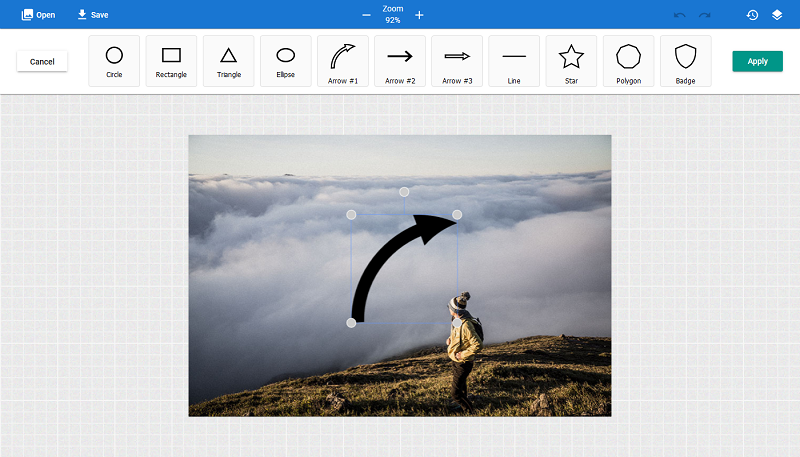 Open
Save
Zoom
92%
Cancel
Circle
Rectangle
Triangle
Ellipse
Arrow #1
Arrow #2
Arrow #3
Line
Star
Polygon
Badge
Apply